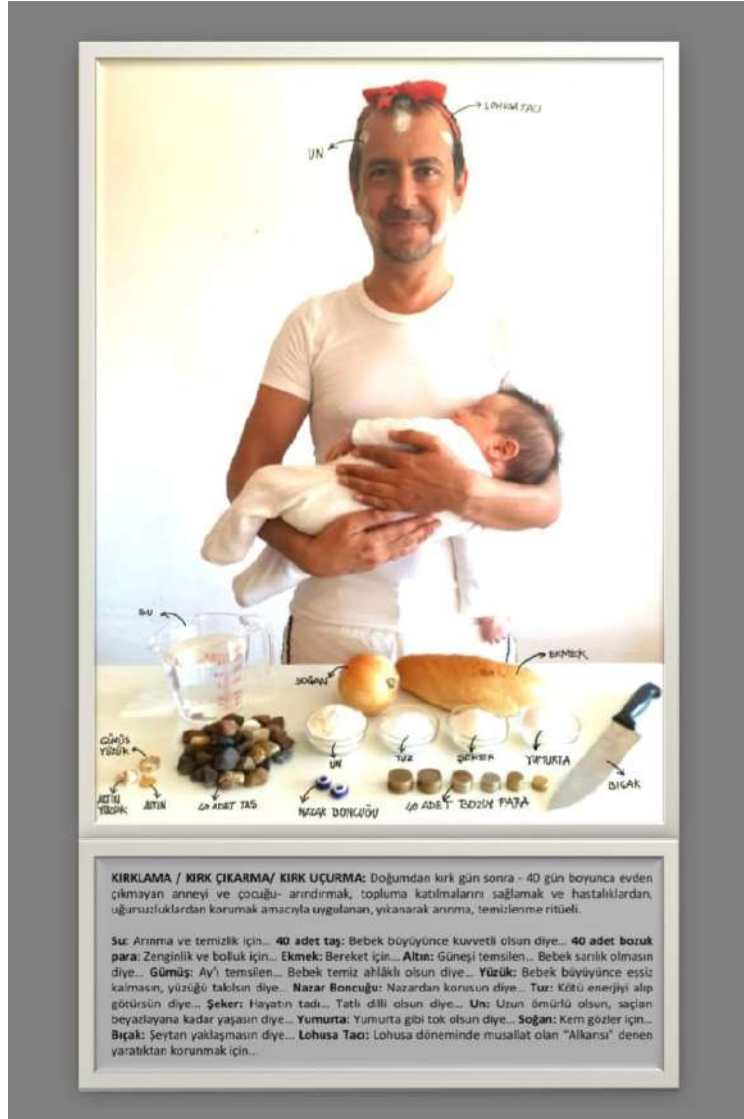 LOHUSA TACI
UN
SU
EKMEK
SOĞAN
GÜMÜŞ
YÜZÜK
UN
TUZ
ŞEKER
YUMURTA
BIÇAK
ALTIN
YÜZÜK
ALTIN
40 ADET TAŞ
NAZAR BONCUĞU
40 ADET BOZUK PARA
KIRKLAMA / KIRK ÇIKARMA/ KIRK UÇURMA: Doğumdan kırk gün sonra - 40 gün boyunca evden
çıkmayan anneyi ve çocuğu- arındırmak, topluma katılmalarını sağlamak ve hastalıklardan,
uğursuzluklardan korumak amacıyla uygulanan, yıkanarak arınma, temizlenme ritüeli.
Su: Arınma ve temizlik için... 40 adet taş: Bebek büyüyünce kuvvetli olsun diye... 40 adet bozuk
para: Zenginlik ve bolluk için... Ekmek: Bereket için... Altın: Güneşi temsilen... Bebek sarılık olmasın
diye... Gümüş: Ay'ı temsilen... Bebek temiz ahlâklı olsun diye... Yüzük: Bebek büyüyünce eşsiz
kalmasın, yüzüğü takılsın diye... Nazar Boncuğu: Nazardan korusun diye... Tuz: Kötü enerjiyi alıp
götürsün diye... Şeker: Hayatın tadı... Tatlı dilli olsun diye... Un: Uzun ömürlü olsun, saçları
beyazlayana kadar yaşasın diye... Yumurta: Yumurta gibi tok olsun diye... Soğan: Kem gözler için...
Bıçak: Şeytan yaklaşmasın diye... Lohusa Tacı: Lohusa döneminde musallat olan "Alkarısı" denen
yaratıktan korunmak için...